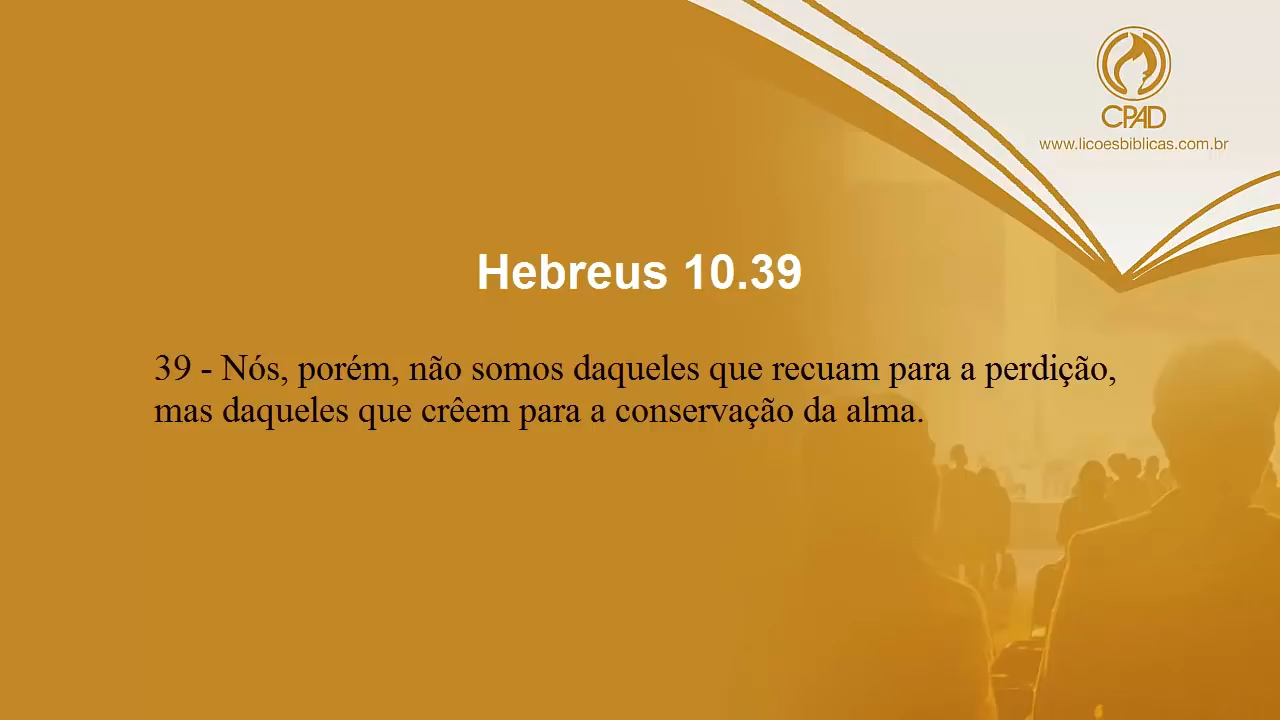 CPAD
www.licoesbiblicas.com.br
Hebreus 10.39
39 - Nós, porém, não somos daqueles que recuam para a perdição,
mas daqueles que crêem para a conservação da alma.